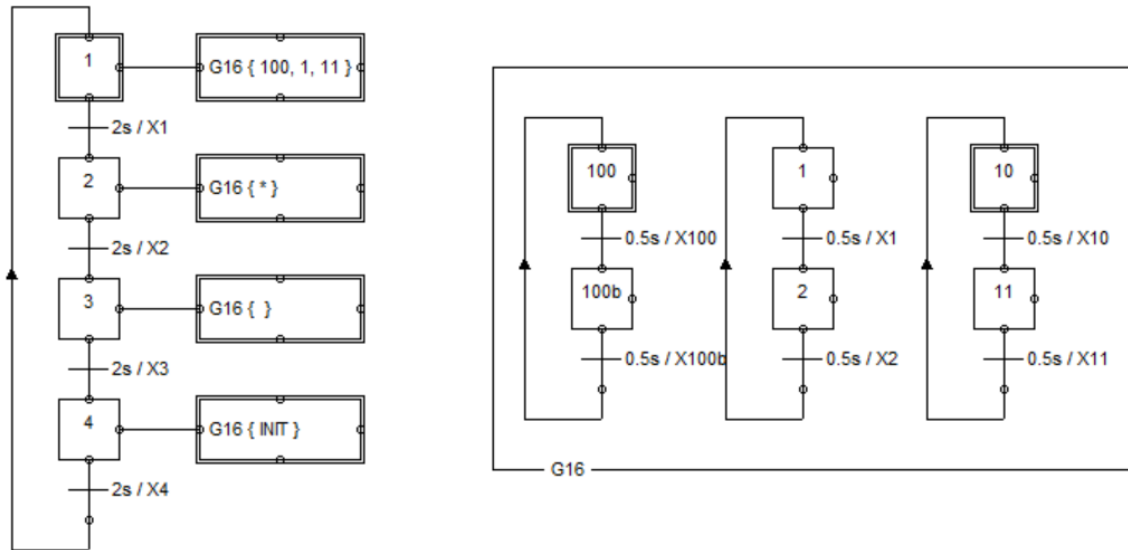 1
G16 { 100, 1, 11 }
2s / X1
2
G16 { * }
2s / X2
3
G16 { }
2s / X3
4
G16 { INIT }
2s / X4
100
1
10
0.5s / X100
0.5s / X1
0.5s / X10
100b
2
11
0.5s / X100b
0.5s / X2
0.5s / X11
G16